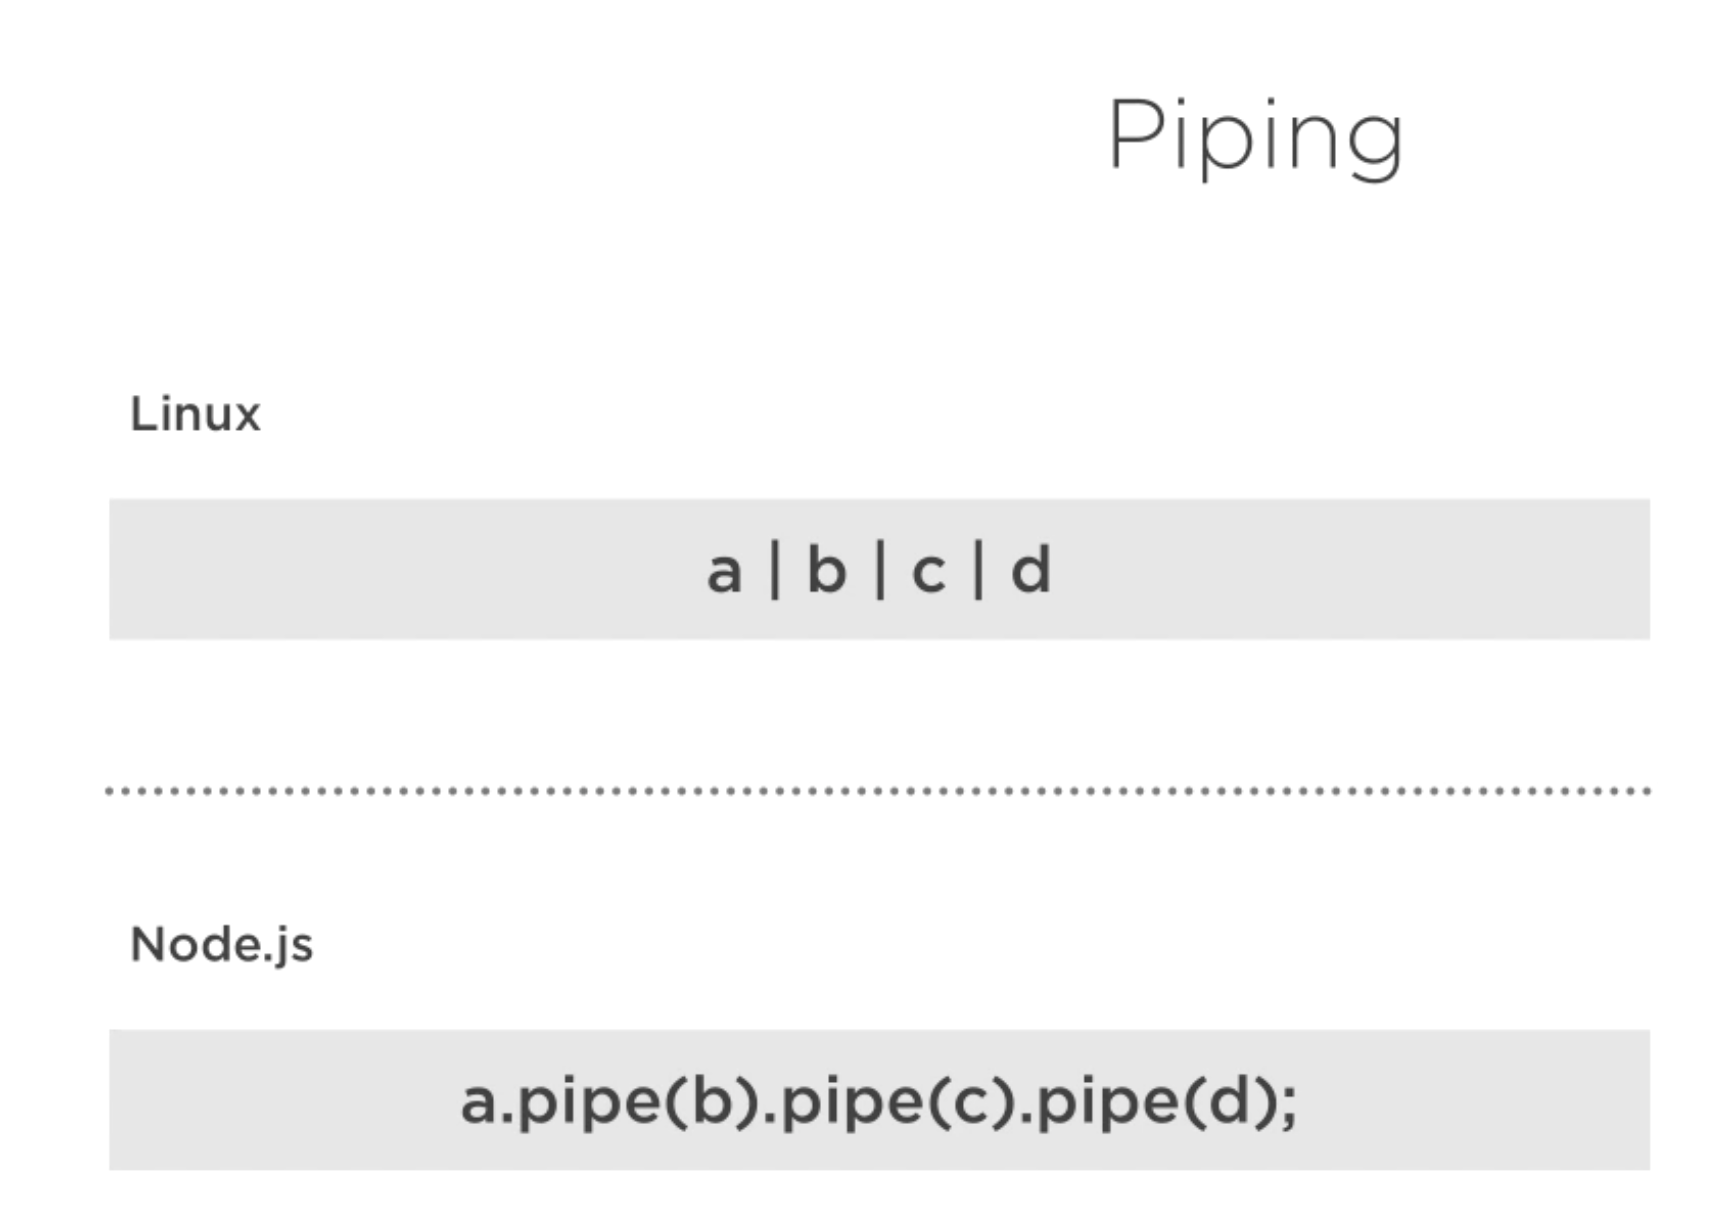 Piping
Linux
a | b | c | d
Node.js
a.pipe(b).pipe(c).pipe(d);